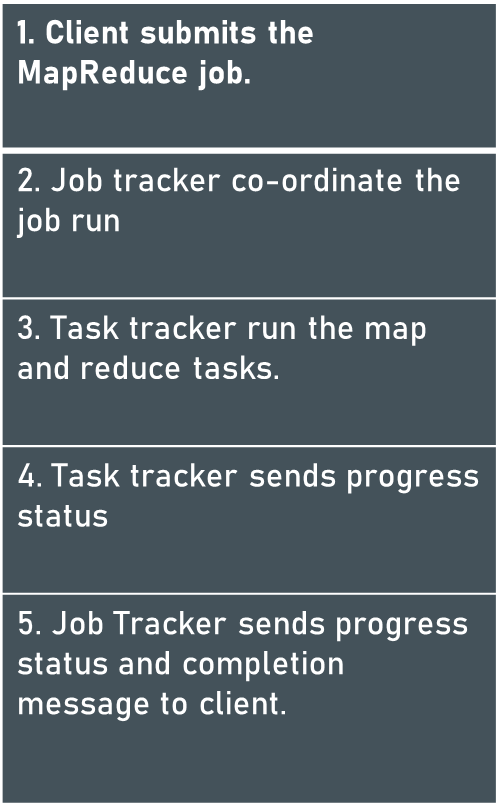 1. Client submits the
MapReduce job.
2. Job tracker co-ordinate the
job run
3. Task tracker run the map
and reduce tasks.
4. Task tracker sends progress
status
5. Job Tracker sends progress
status and completion
message to client.